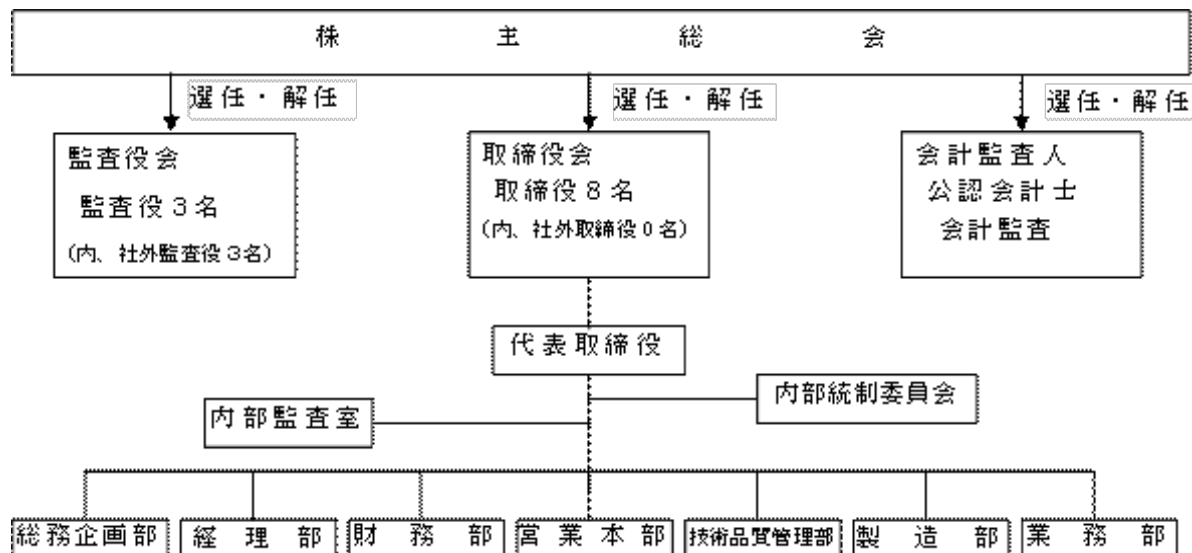 株主総会
選任・解任
選任・解任
選任・解任
監査役会
監査役3名
(内、社外監査役3名)
取締役会
取締役8名
(内、社外取締役0名)
会計監査人
公認会計士
会計監査
代表取締役
内部統制委員会
内部監査室
総務企画部
経理部
財務部
営業本部
技術品質管理部
製造部
業務部